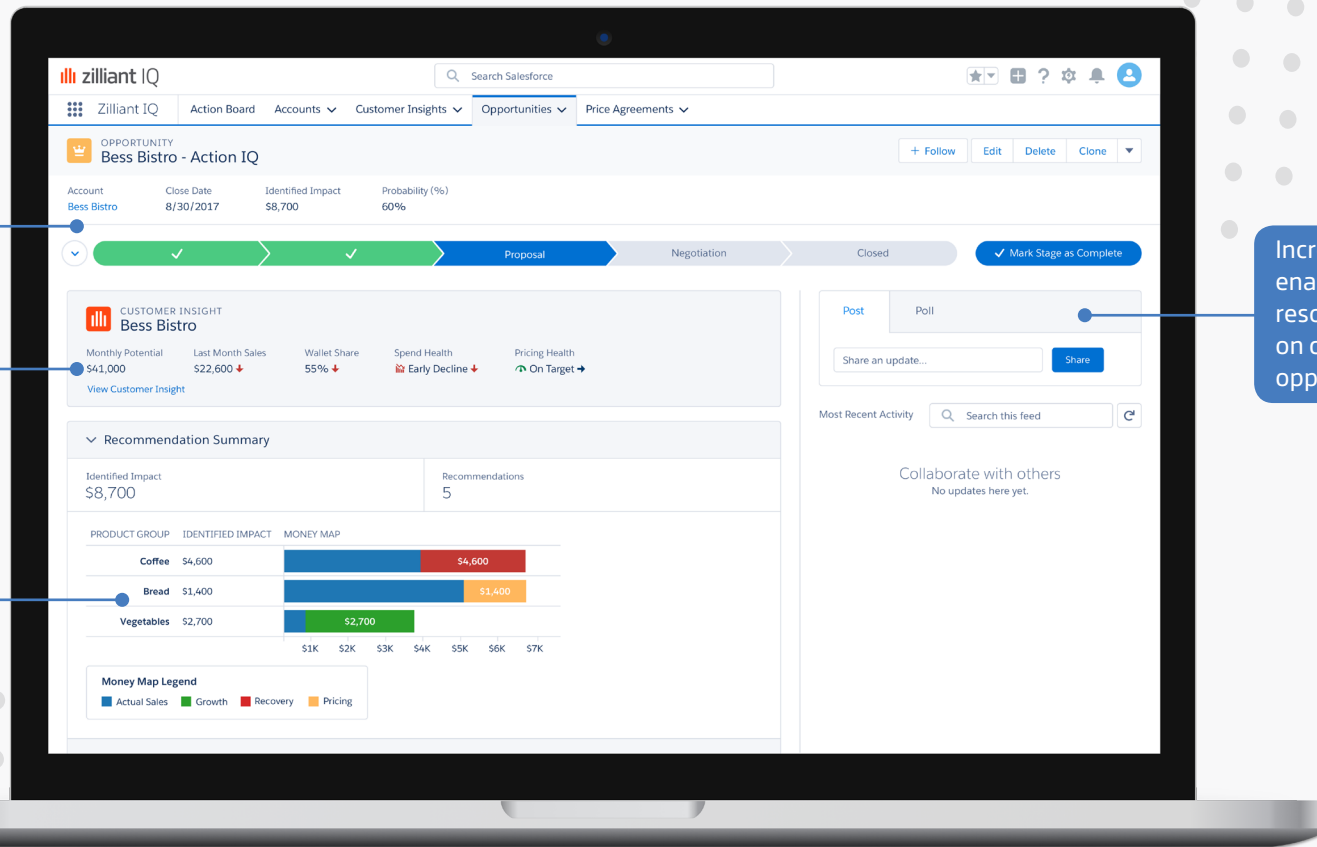 zilliant IQ
Search Salesforce
Zilliant IQ
Action Board
Accounts
Customer Insights
Opportunities
Price Agreements
OPPORTUNITY
Bess Bistro - Action IQ
+ Follow
Edit
Delete
Clone
Account
Close Date
Identified Impact
Probability (%)
Bess Bistro
8/30/2017
$8,700
60%
Proposal
Negotiation
Closed
Mark Stage as Complete
CUSTOMER INSIGHT
Bess Bistro
Monthly Potential
Last Month Sales
Wallet Share
Spend Health
Pricing Health
$41,000
$22,600
55%
Early Decline
On Target
View Customer Insight
Recommendation Summary
Identified Impact
$8,700
Recommendations
5
PRODUCT GROUP
IDENTIFIED IMPACT
MONEY MAP
Coffee
$4,600
$4,600
Bread
$1,400
$1,400
Vegetables
$2,700
$2,700
$1K
$2K
$3K
$4K
$5K
$6K
$7K
Money Map Legend
Actual Sales
Growth
Recovery
Pricing
Post
Poll
Share an update...
Share
Most Recent Activity
Search this feed
Collaborate with others
No updates here yet.
Incr
ena
on
opp